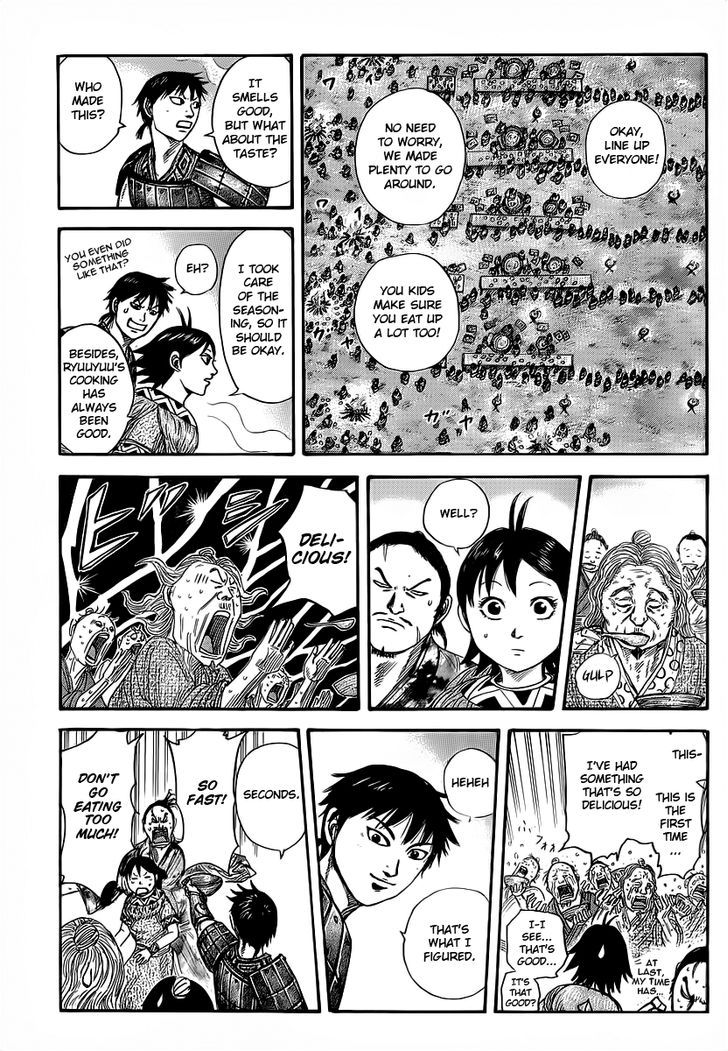 OKAY,
LINE UP
EVERYONE!
NO NEED
TO WORRY,
WE MADE
PLENTY TO GO
AROUND.
YOU KIDS
MAKE SURE
YOU EAT UP
A LOT TOO!
ガヤ
ガヤ
IT
SMELLS
GOOD,
BUT WHAT
ABOUT THE
TASTE?
WHO
MADE
THIS?
I TOOK
CARE
OF THE
SEASON-
ING, SO IT
SHOULD
BE OKAY.
EH?
YOU EVEN DID
SOMETHING
LIKE THAT?
BESIDES,
RYUUYUU'S
COOKING
HAS
ALWAYS
BEEN
GOOD.
GULP
WELL?
DELI-
CIOUS!
THIS-
THIS IS
THE FIRST
TIME
...
I'VE HAD
SOMETHING
THAT'S
SO
DELICIOUS!
I-I
SEE...
THAT'S
GOOD...
IT'S
THAT
GOOD?
AT
LAST,
MY TIME
HAS...
HEHEH
THAT'S
WHAT I
FIGURED.
SECONDS.
SO
FAST!
DON'T
GO
EATING
TOO
MUCH!